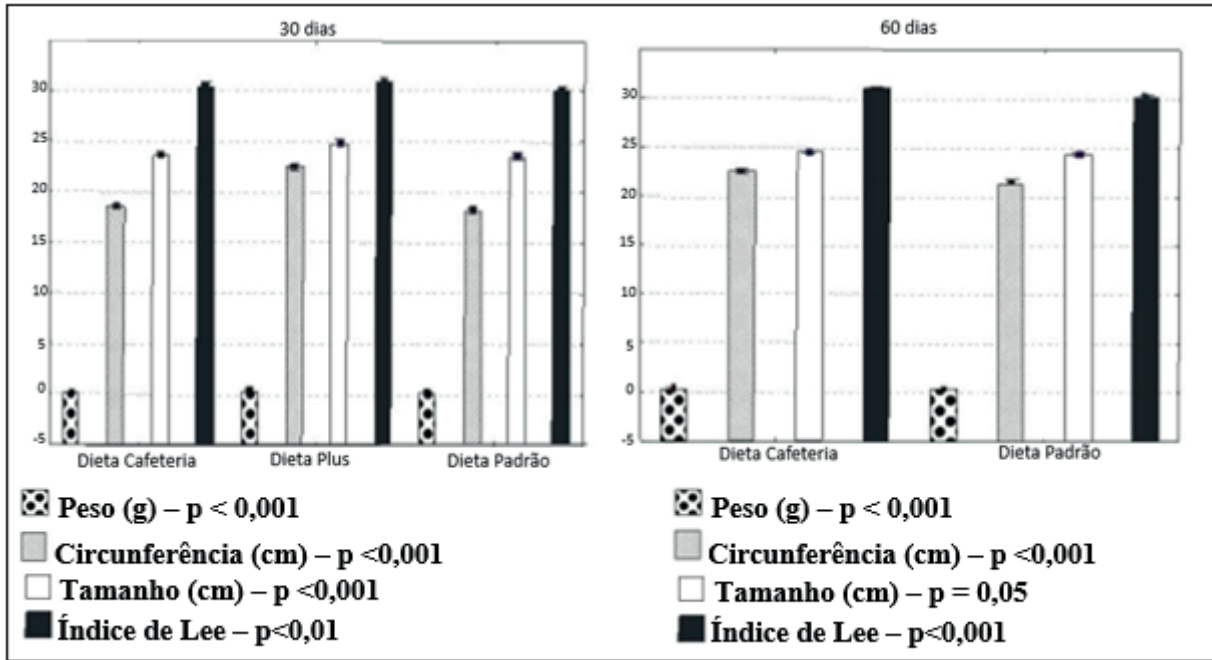 30 dias
30
25
20
15
10
5
0
-5
Dieta Cafeteria Dieta Plus Dieta Padrão
Peso (g) – p < 0,001
Circunferência (cm) – p <0,001
Tamanho (cm) – p <0,001
Índice de Lee – p<0,01
60 dias
30
25
20
15
10
5
0
-5
Dieta Cafeteria Dieta Padrão
Peso (g) – p < 0,001
Circunferência (cm) – p <0,001
Tamanho (cm) – p = 0,05
Índice de Lee – p<0,001